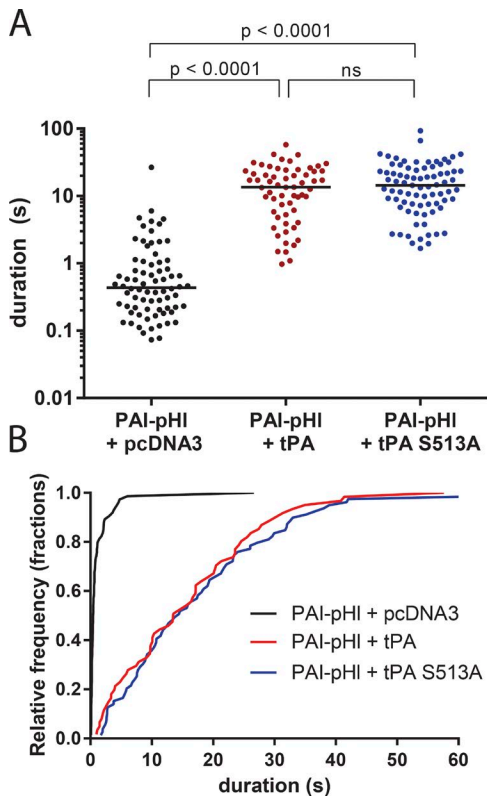 A
p < 0.0001
p < 0.0001
ns
duration (s)
100
10
1
0.1
0.01
PAI-pHl
+ pcDNA3
PAI-pHl
+ tPA
PAI-pHl
+ tPA S513A
B
Relative frequency (fractions)
1.0
0.8
0.6
0.4
0.2
0.0
PAI-pHl + pcDNA3
PAI-pHl + tPA
PAI-pHl + tPA S513A
0
10
20
30
40
50
60
duration (s)